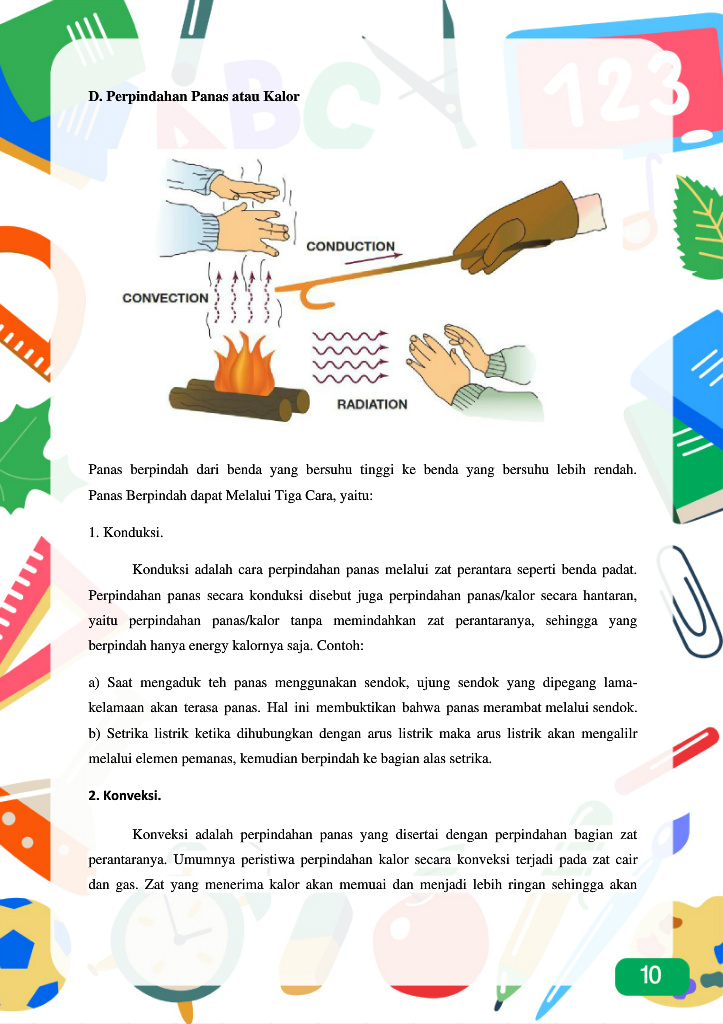 ABC
123
D. Perpindahan Panas atau Kalor
CONDUCTION
CONVECTION
RADIATION
Panas berpindah dari benda yang bersuhu tinggi ke benda yang bersuhu lebih rendah.
Panas Berpindah dapat Melalui Tiga Cara, yaitu:
1. Konduksi.
Konduksi adalah cara perpindahan panas melalui zat perantara seperti benda padat.
Perpindahan panas secara konduksi disebut juga perpindahan panas/kalor secara hantaran,
yaitu perpindahan panas/kalor tanpa memindahkan zat perantaranya, sehingga yang
berpindah hanya energy kalornya saja. Contoh:
a) Saat mengaduk teh panas menggunakan sendok, ujung sendok yang dipegang lama-
kelamaan akan terasa panas. Hal ini membuktikan bahwa panas merambat melalui sendok.
b) Setrika listrik ketika dihubungkan dengan arus listrik maka arus listrik akan mengalilr
melalui elemen pemanas, kemudian berpindah ke bagian alas setrika.
2. Konveksi.
Konveksi adalah perpindahan panas yang disertai dengan perpindahan bagian zat
perantaranya. Umumnya peristiwa perpindahan kalor secara konveksi terjadi pada zat cair
dan gas. Zat yang menerima kalor akan memuai dan menjadi lebih ringan sehingga akan
10